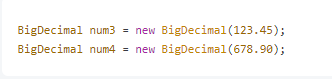 BigDecimal num3 = new BigDecimal(123.45);
BigDecimal num4 = new BigDecimal(678.90);